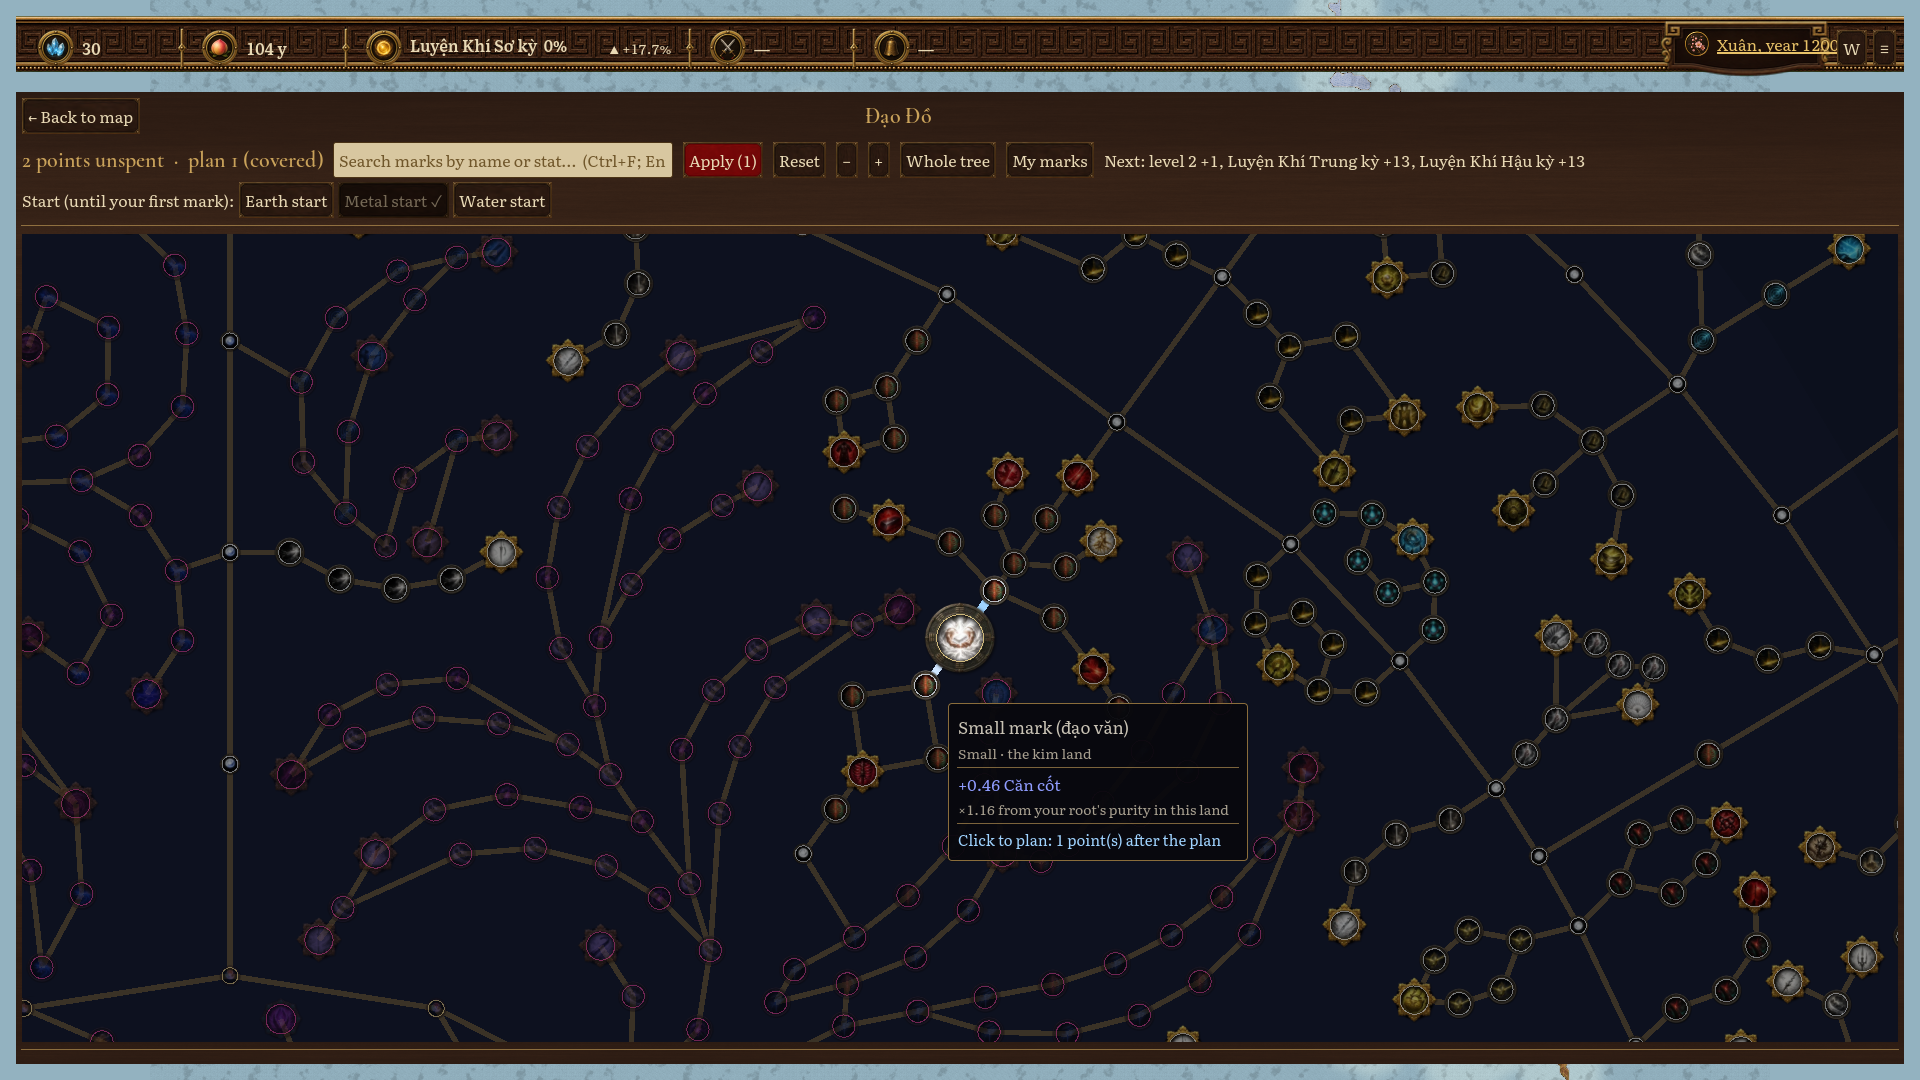 30
104 y
Luyện Khí Sơ kỳ 0%
▲ +17.7%
—
—
Xuân, year 1200
W
≡
← Back to map
Đạo Đồ
2 points unspent · plan 1 (covered)
Search marks by name or stat... (Ctrl+F; En
Apply (1)
Reset
−
+
Whole tree
My marks
Next: level 2 +1, Luyện Khí Trung kỳ +13, Luyện Khí Hậu kỳ +13
Start (until your first mark):
Earth start
Metal start ✓
Water start
Small mark (đạo văn)
Small · the kim land
+0.46 Căn cốt
×1.16 from your root's purity in this land
Click to plan: 1 point(s) after the plan